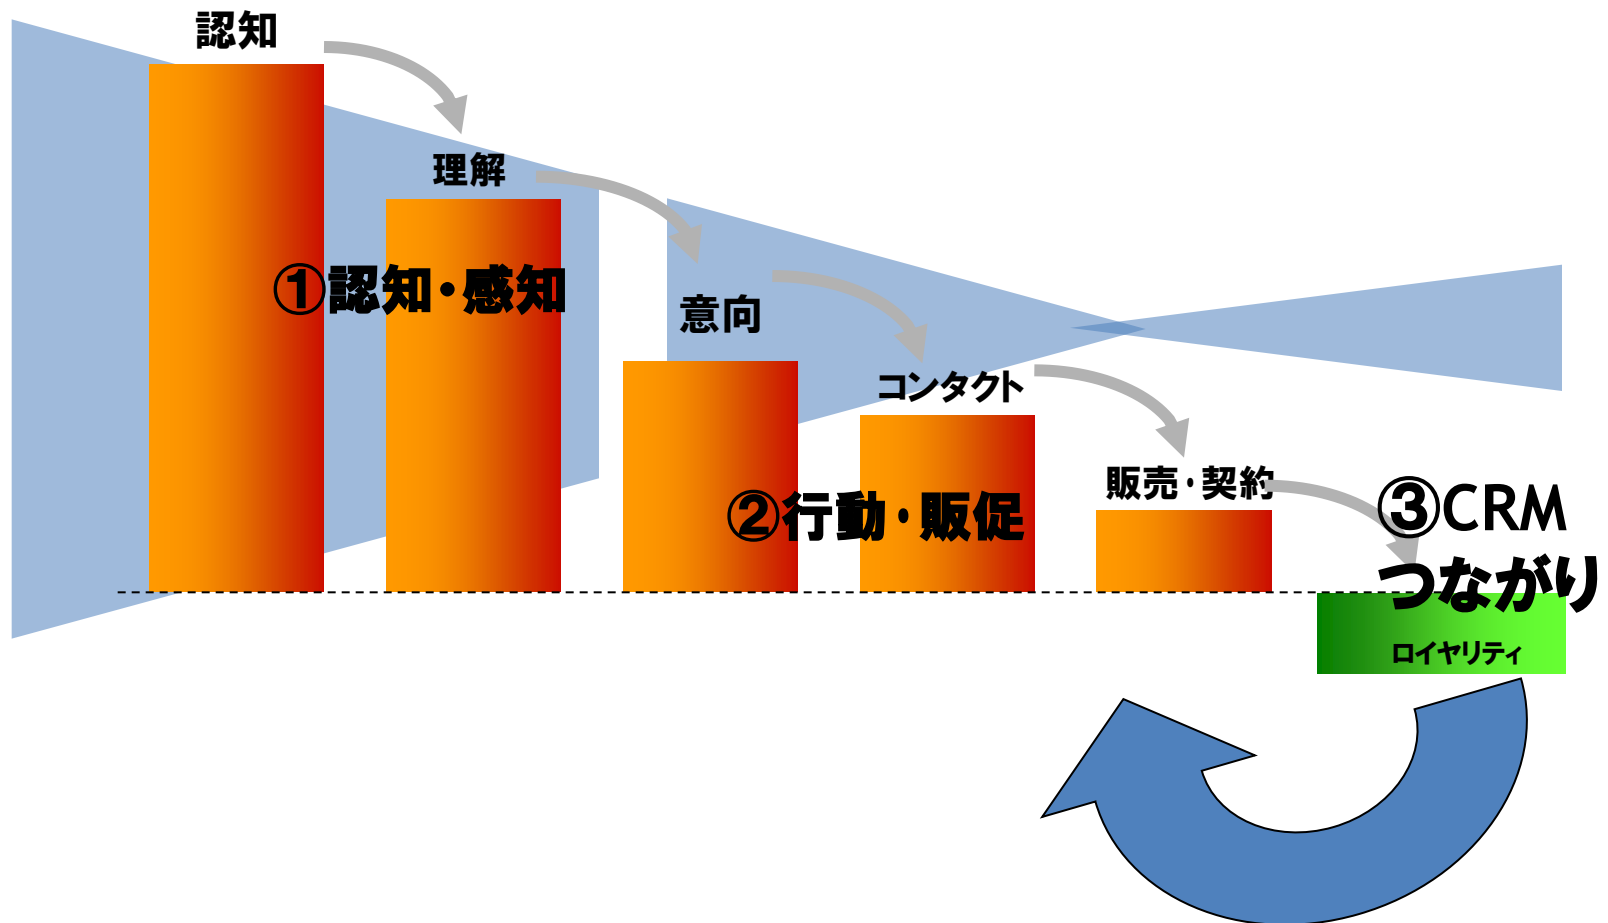 認知
理解
①認知・感知
意向
コンタクト
販売・契約
②行動・販促
③CRM
つながり
ロイヤリティ